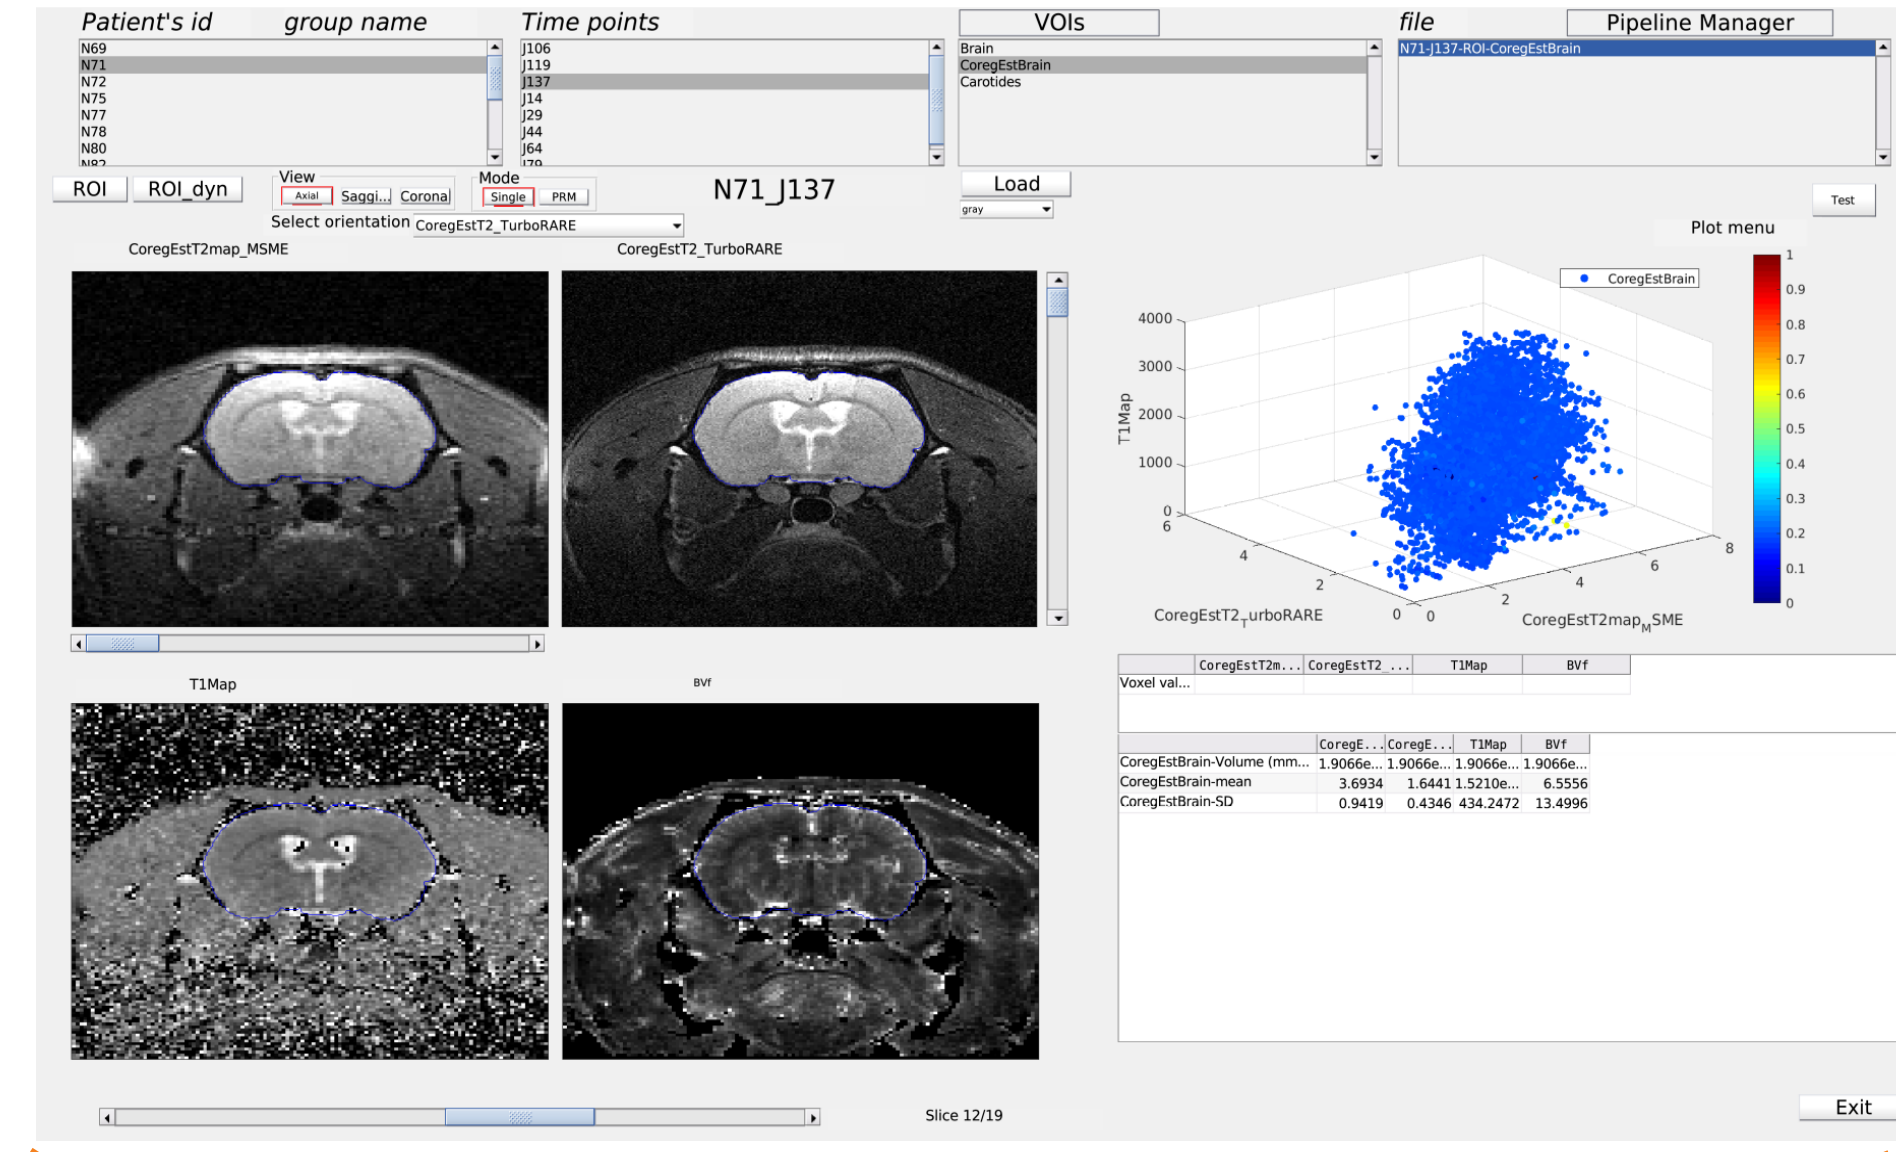 Patient's id group name Time points VOIs file Pipeline Manager
N69
N71
N72
N75
N77
N78
N80
N82
J106
J119
J137
J14
J29
J44
J64
J79
Brain
CoregEstBrain
Carotides
N71-J137-ROI-CoregEstBrain
ROI ROI_dyn
View
Axial Saggi... Corona
Mode
Single PRM
N71_J137
Load
gray
Test
Select orientation CoregEstT2_TurboRARE
Plot menu
CoregEstT2map_MSME
CoregEstT2_TurboRARE
CoregEstBrain
1
0.9
0.8
0.7
0.6
0.5
0.4
0.3
0.2
0.1
0
4000
3000
2000
1000
0
T1Map
6
4
2
0
CoregEstT2TurboRARE
0
2
4
6
8
CoregEstT2mapMSME
T1Map
BVf
CoregEstT2m... CoregEstT2_... T1Map BVf
Voxel val...
CoregE... CoregE... T1Map BVf
CoregEstBrain-Volume (mm... 1.9066e... 1.9066e... 1.9066e... 1.9066e...
CoregEstBrain-mean 3.6934 1.6441 1.5210e... 6.5556
CoregEstBrain-SD 0.9419 0.4346 434.2472 13.4996
Slice 12/19
Exit